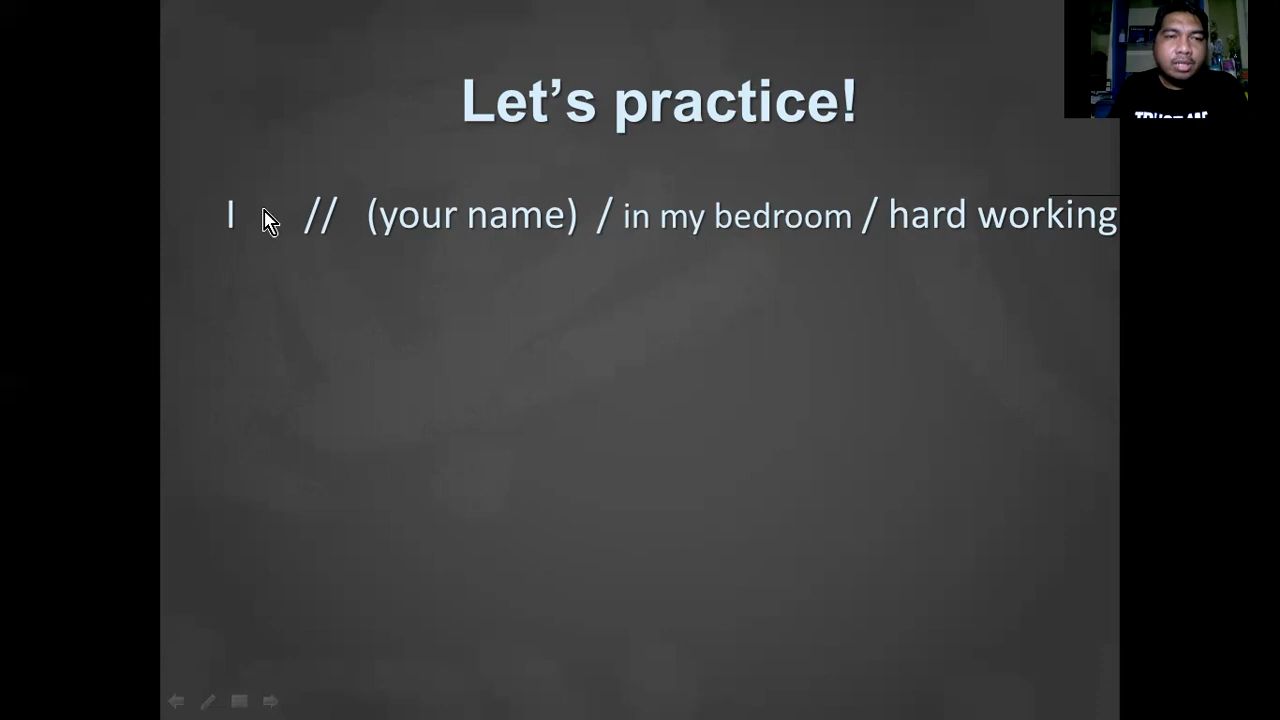 Let's practice!
I // (your name) / in my bedroom / hard working